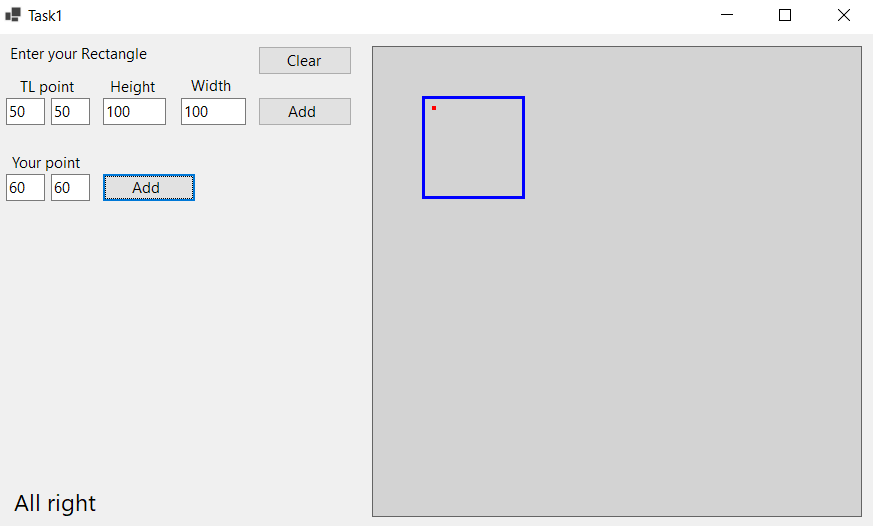 Task1
Enter your Rectangle
Clear
TL point Height Width
50 50 100 100 Add
Your point
60 60 Add
All right